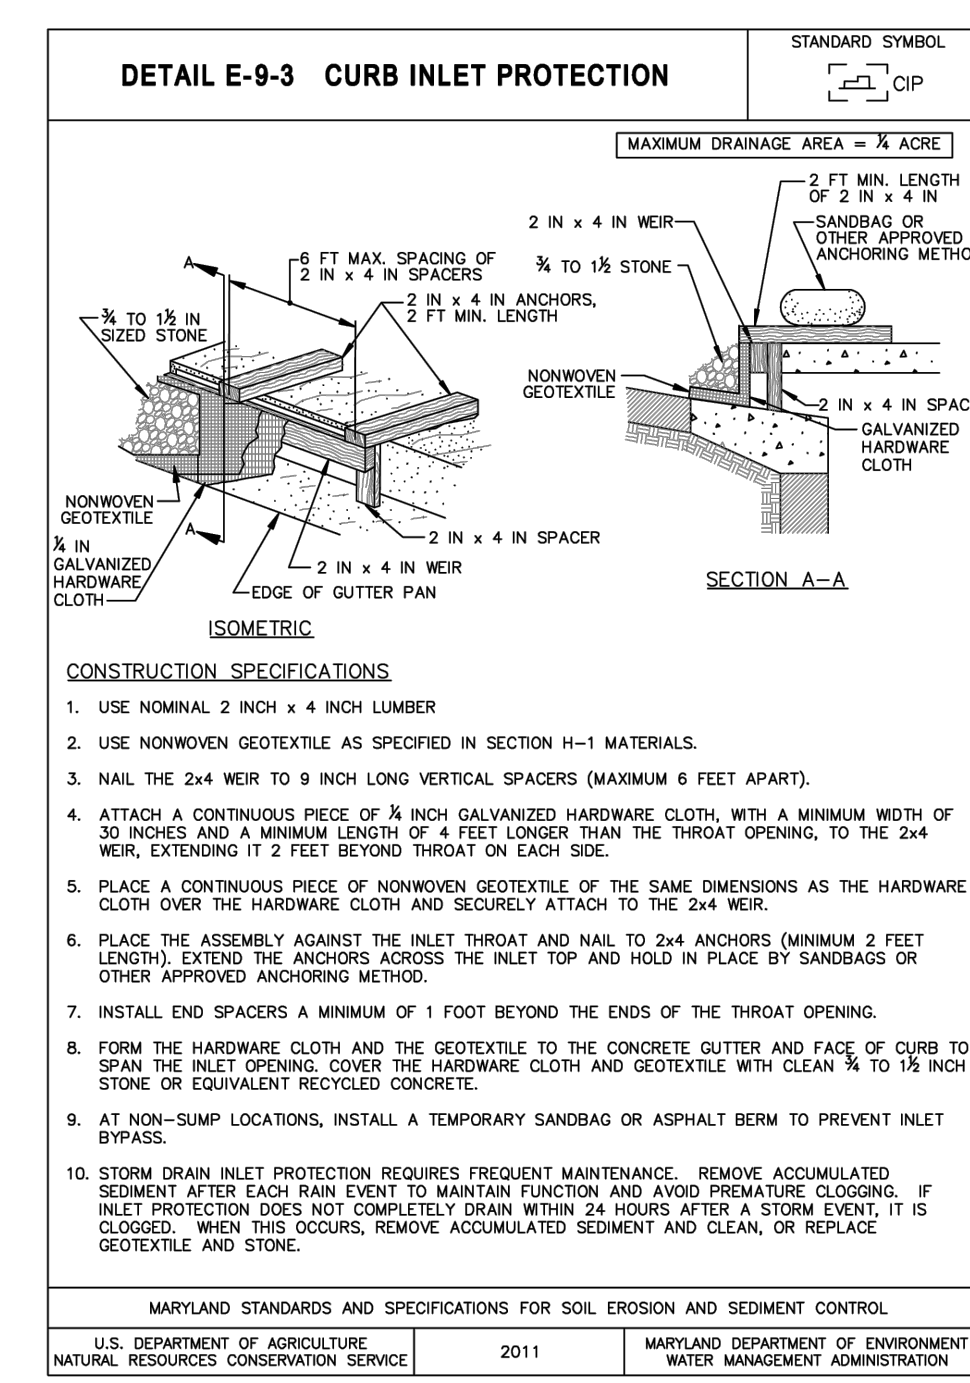 DETAIL E-9-3 CURB INLET PROTECTION
STANDARD SYMBOL
CIP
MAXIMUM DRAINAGE AREA = ¼ ACRE
2 FT MIN. LENGTH
OF 2 IN x 4 IN
2 IN x 4 IN WEIR
SANDBAG OR
OTHER APPROVED
ANCHORING
¾ TO 1½ STONE
6 FT MAX. SPACING OF
2 IN x 4 IN SPACERS
A
2 IN x 4 IN ANCHORS,
2 FT MIN. LENGTH
¾ TO 1½ IN
SIZED STONE
NONWOVEN
GEOTEXTILE
2 IN x 4 IN
GALVANIZED
HARDWARE
CLOTH
NONWOVEN
GEOTEXTILE
A
¼ IN
GALVANIZED
HARDWARE
CLOTH
2 IN x 4 IN SPACER
2 IN x 4 IN WEIR
EDGE OF GUTTER PAN
SECTION A-A
ISOMETRIC
CONSTRUCTION SPECIFICATIONS
1. USE NOMINAL 2 INCH x 4 INCH LUMBER
2. USE NONWOVEN GEOTEXTILE AS SPECIFIED IN SECTION H-1 MATERIALS.
3. NAIL THE 2x4 WEIR TO 9 INCH LONG VERTICAL SPACERS (MAXIMUM 6 FEET APART).
4. ATTACH A CONTINUOUS PIECE OF ¼ INCH GALVANIZED HARDWARE CLOTH, WITH A MINIMUM WIDTH OF
30 INCHES AND A MINIMUM LENGTH OF 4 FEET LONGER THAN THE THROAT OPENING, TO THE 2x4
WEIR, EXTENDING IT 2 FEET BEYOND THROAT ON EACH SIDE.
5. PLACE A CONTINUOUS PIECE OF NONWOVEN GEOTEXTILE OF THE SAME DIMENSIONS AS THE HARDWARE
CLOTH OVER THE HARDWARE CLOTH AND SECURELY ATTACH TO THE 2x4 WEIR.
6. PLACE THE ASSEMBLY AGAINST THE INLET THROAT AND NAIL TO 2x4 ANCHORS (MINIMUM 2 FEET
LENGTH). EXTEND THE ANCHORS ACROSS THE INLET TOP AND HOLD IN PLACE BY SANDBAGS OR
OTHER APPROVED ANCHORING METHOD.
7. INSTALL END SPACERS A MINIMUM OF 1 FOOT BEYOND THE ENDS OF THE THROAT OPENING.
8. FORM THE HARDWARE CLOTH AND THE GEOTEXTILE TO THE CONCRETE GUTTER AND FACE OF CURB TO
SPAN THE INLET OPENING. COVER THE HARDWARE CLOTH AND GEOTEXTILE WITH CLEAN ¾ TO 1½ INCH
STONE OR EQUIVALENT RECYCLED CONCRETE.
9. AT NON-SUMP LOCATIONS, INSTALL A TEMPORARY SANDBAG OR ASPHALT BERM TO PREVENT INLET
BYPASS.
10. STORM DRAIN INLET PROTECTION REQUIRES FREQUENT MAINTENANCE. REMOVE ACCUMULATED
SEDIMENT AFTER EACH RAIN EVENT TO MAINTAIN FUNCTION AND AVOID PREMATURE CLOGGING. IF
INLET PROTECTION DOES NOT COMPLETELY DRAIN WITHIN 24 HOURS AFTER A STORM EVENT, IT IS
CLOGGED. WHEN THIS OCCURS, REMOVE ACCUMULATED SEDIMENT AND CLEAN, OR REPLACE
GEOTEXTILE AND STONE.
MARYLAND STANDARDS AND SPECIFICATIONS FOR SOIL EROSION AND SEDIMENT CONTROL
U.S. DEPARTMENT OF AGRICULTURE
NATURAL RESOURCES CONSERVATION SERVICE
2011
MARYLAND DEPARTMENT OF ENVIRONMENT
WATER MANAGEMENT ADMINISTRATION